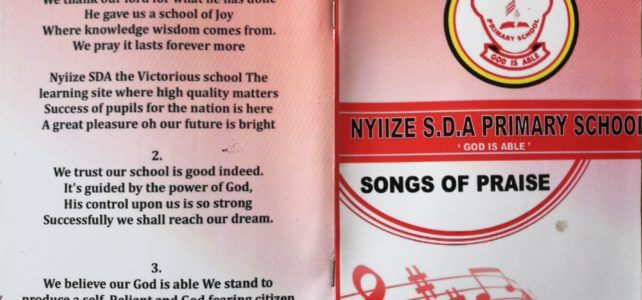 We thank our lord for what he has done
He gave us a school of Joy
Where knowledge wisdom comes from.
We pray it lasts forever more
Nyiize SDA the Victorious school The
learning site where high quality matters
Success of pupils for the nation is here
A great pleasure oh our future is bright
2.
We trust our school is good indeed.
It's guided by the power of God,
His control upon us is so strong
Successfully we shall reach our dream.
3.
We believe our God is able We stand to
produce a self, Reliant and God fearing citizen
PRIMARY SCHOOL
GOD IS ABLE
NYIIZE S.D.A PRIMARY SCHOOL
' GOD IS ABLE '
SONGS OF PRAISE